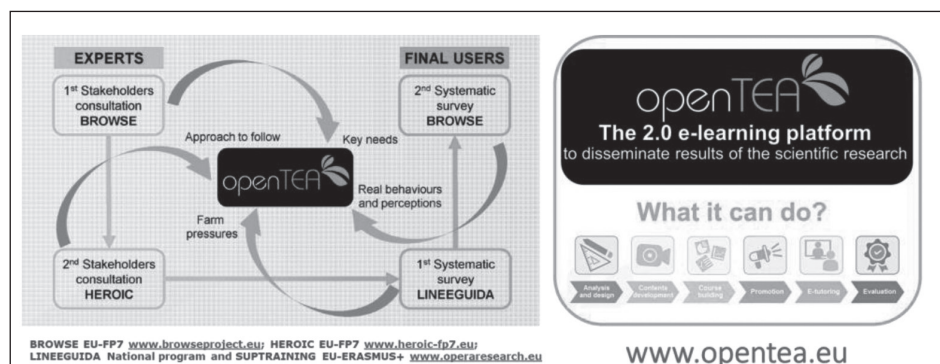 EXPERTS
1st Stakeholders
consultation
BROWSE
Approach to follow
2nd Stakeholders
consultation
HEROIC
Farm
pressures
openTEA
Key needs
Real behaviours
and perceptions
FINAL USERS
2nd Systematic
survey
BROWSE
1st Systematic
survey
LINEEGUIDA
BROWSE EU-FP7 www.browseproject.eu; HEROIC EU-FP7 www.heroic-fp7.eu;
LINEEGUIDA National program and SUPTRAINING EU-ERASMUS+ www.operaresearch.eu
openTEA
The 2.0 e-learning platform
to disseminate results of the scientific research
What it can do?
Analysis
and design
Contents
development
Course
building
Promotion
E-tutoring
Evaluation
www.opentea.eu